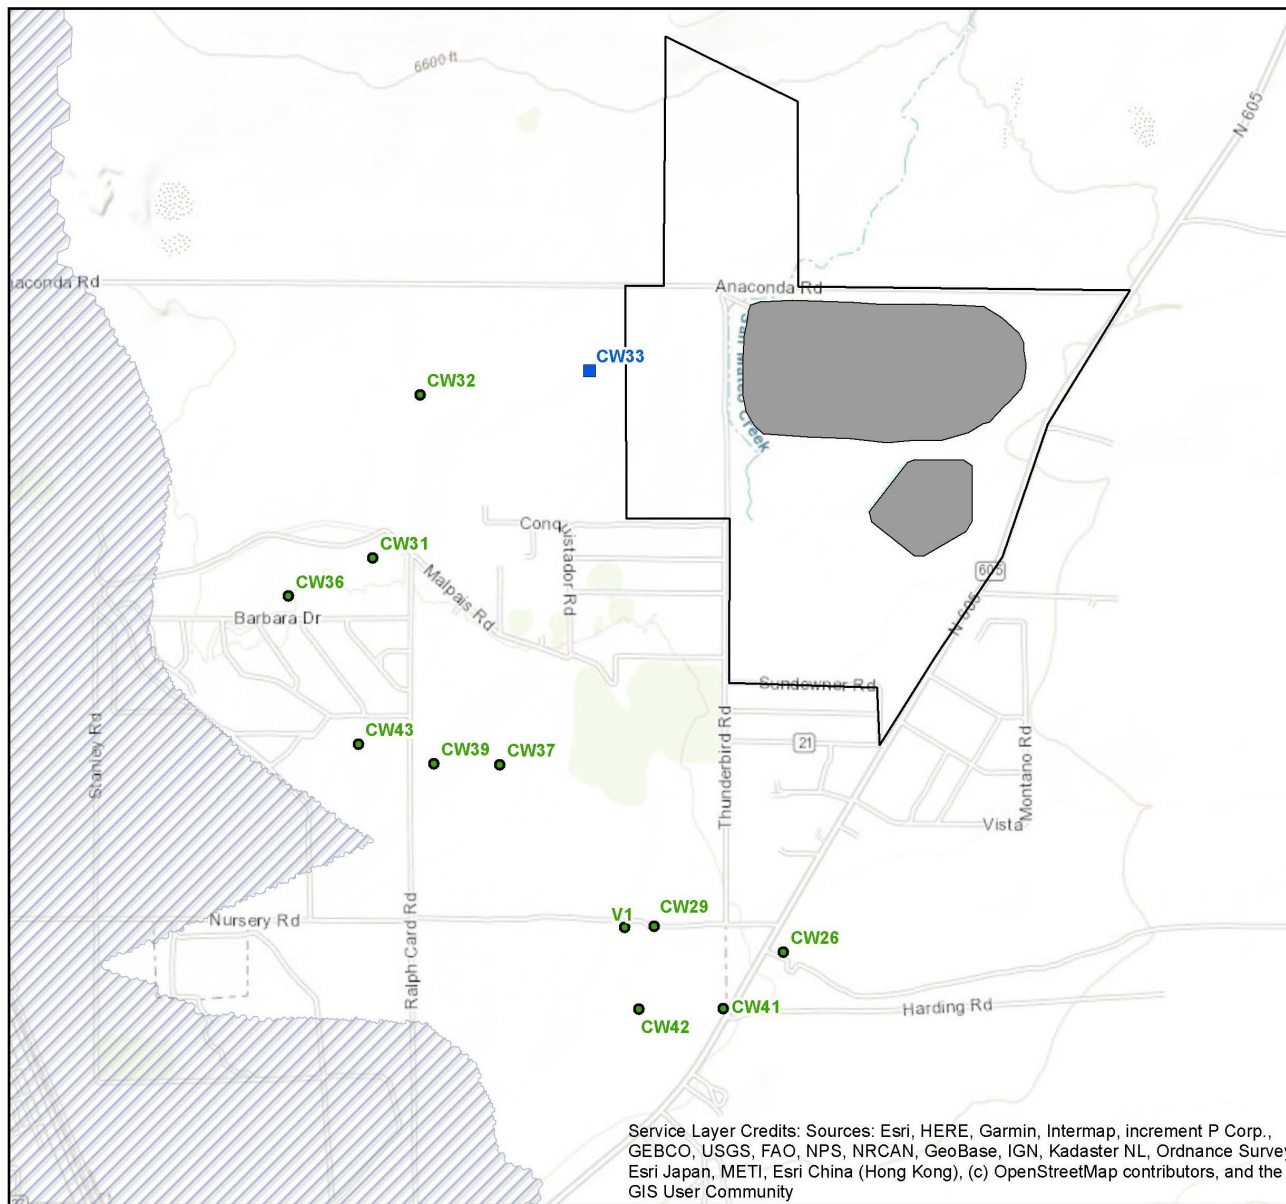 6600 ft
N 605
naconda Rd
Anaconda Rd
San Mateo Creek
CW33
CW32
Conq
uistador Rd
CW31
Malpais Rd
605
CW36
Barbara Dr
N 605
Sundowner Rd
Stanley Rd
CW43
CW39
CW37
Thunderbird Rd
21
Montano Rd
Vista
Nursery Rd
Ralph Card Rd
V1
CW29
CW26
CW42
CW41
Harding Rd
Service Layer Credits: Sources: Esri, HERE, Garmin, Intermap, increment P Corp.,
GEBCO, USGS, FAO, NPS, NRCAN, GeoBase, IGN, Kadaster NL, Ordnance Survey
Esri Japan, METI, Esri China (Hong Kong), (c) OpenStreetMap contributors, and the
GIS User Community